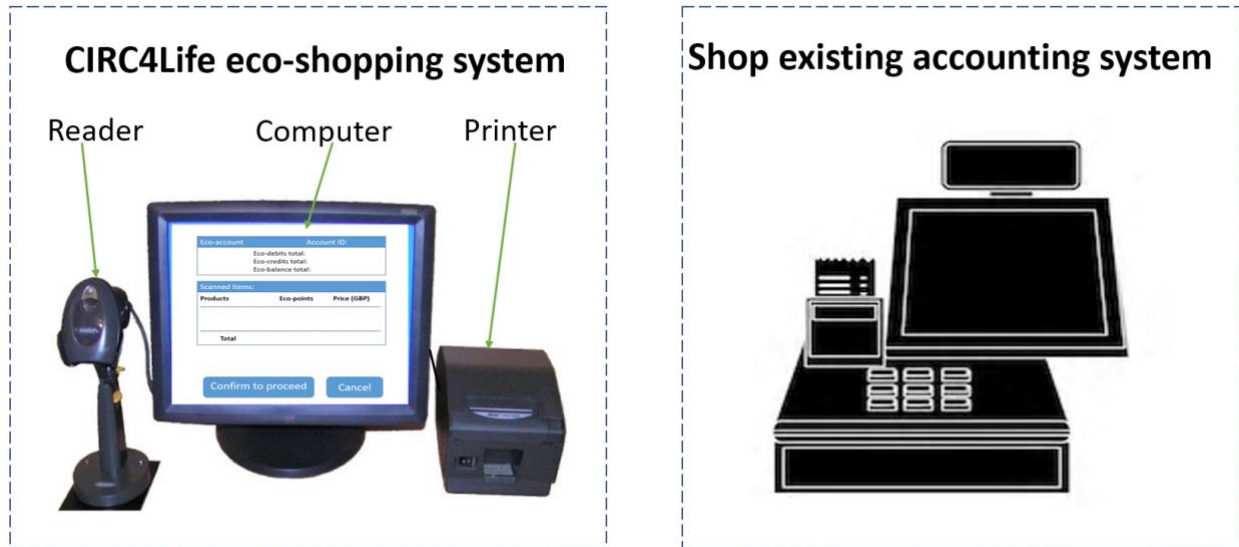 CIRC4Life eco-shopping system
Reader
Computer
Printer
Eco-account Account ID:
Eco-debits total:
Eco-credits total:
Eco-balance total:
Scanned items:
Products Eco-points Price (GBP)
Total
Confirm to proceed
Cancel
Shop existing accounting system